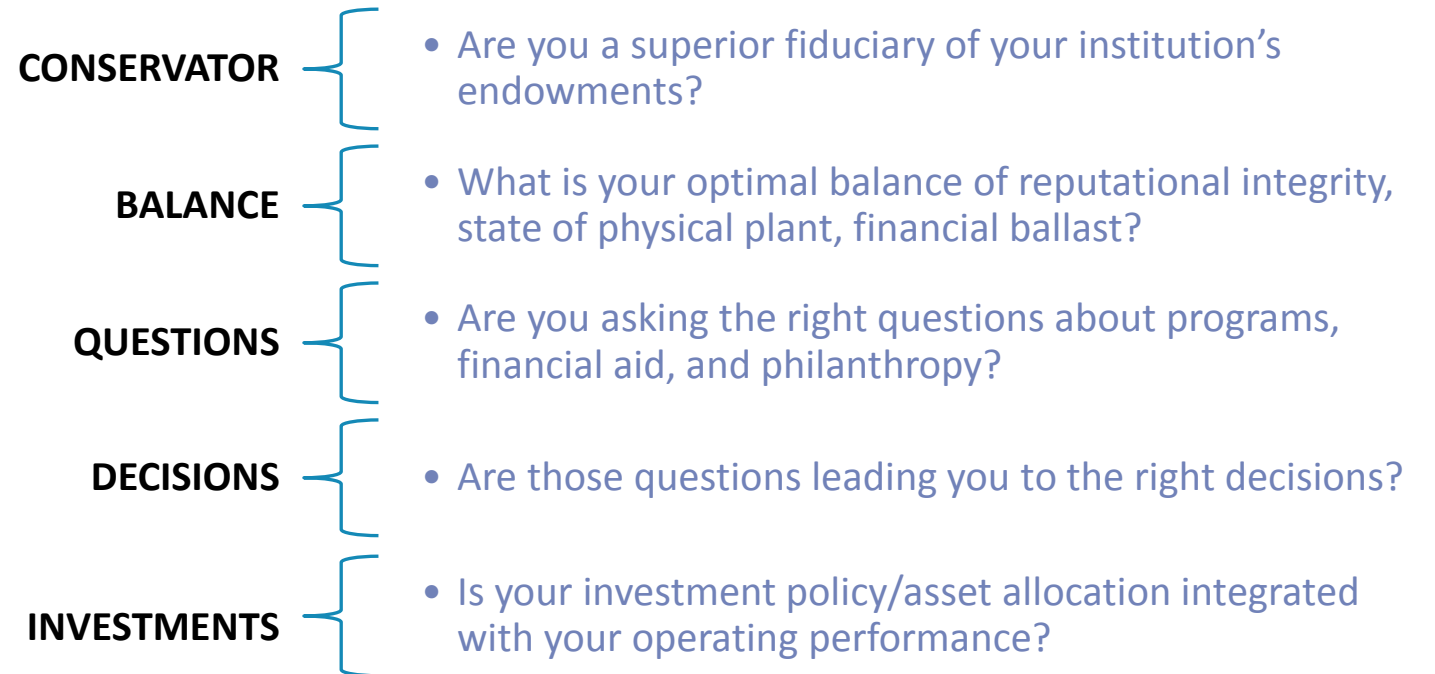 CONSERVATOR
• Are you a superior fiduciary of your institution’s
endowments?
BALANCE
• What is your optimal balance of reputational integrity,
state of physical plant, financial ballast?
QUESTIONS
• Are you asking the right questions about programs,
financial aid, and philanthropy?
DECISIONS
• Are those questions leading you to the right decisions?
INVESTMENTS
• Is your investment policy/asset allocation integrated
with your operating performance?